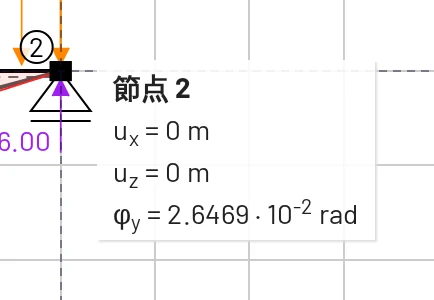 2
節点 2
uₓ = 0 m
u_z = 0 m
6.00
φ_y = 2.6469 · 10⁻² rad